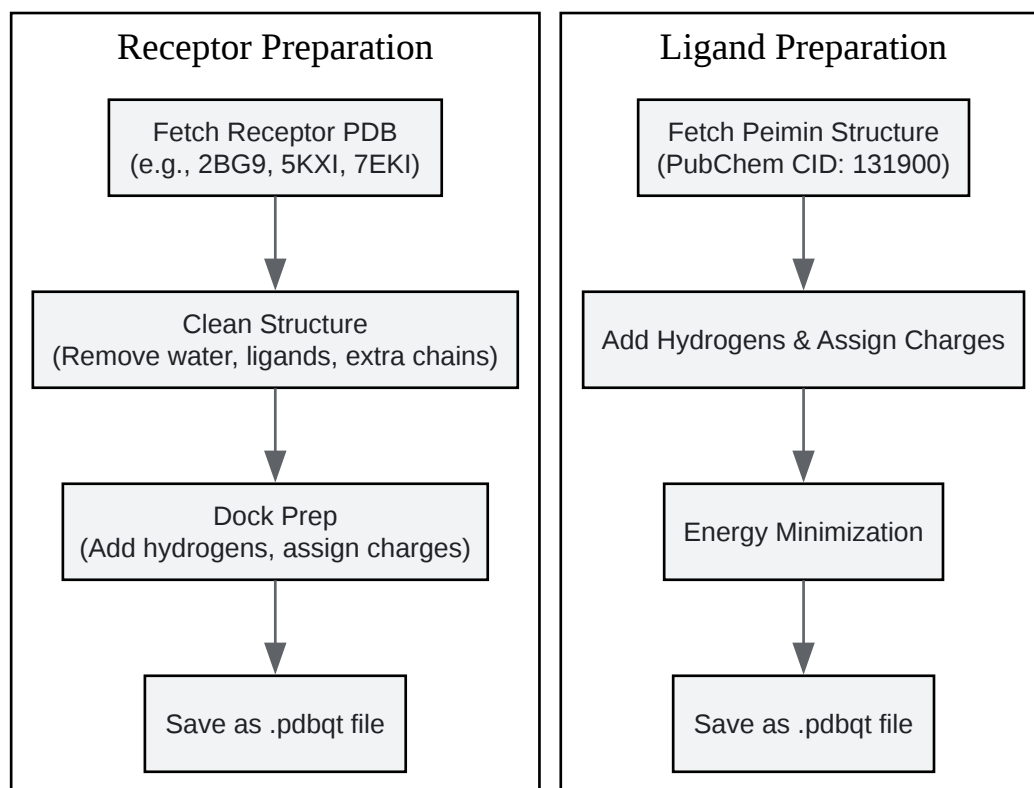 Receptor Preparation
Fetch Receptor PDB
(e.g., 2BG9, 5KXI, 7EKI)
Clean Structure
(Remove water, ligands, extra chains)
Dock Prep
(Add hydrogens, assign charges)
Save as .pdbqt file
Ligand Preparation
Fetch Peimin Structure
(PubChem CID: 131900)
Add Hydrogens & Assign Charges
Energy Minimization
Save as .pdbqt file